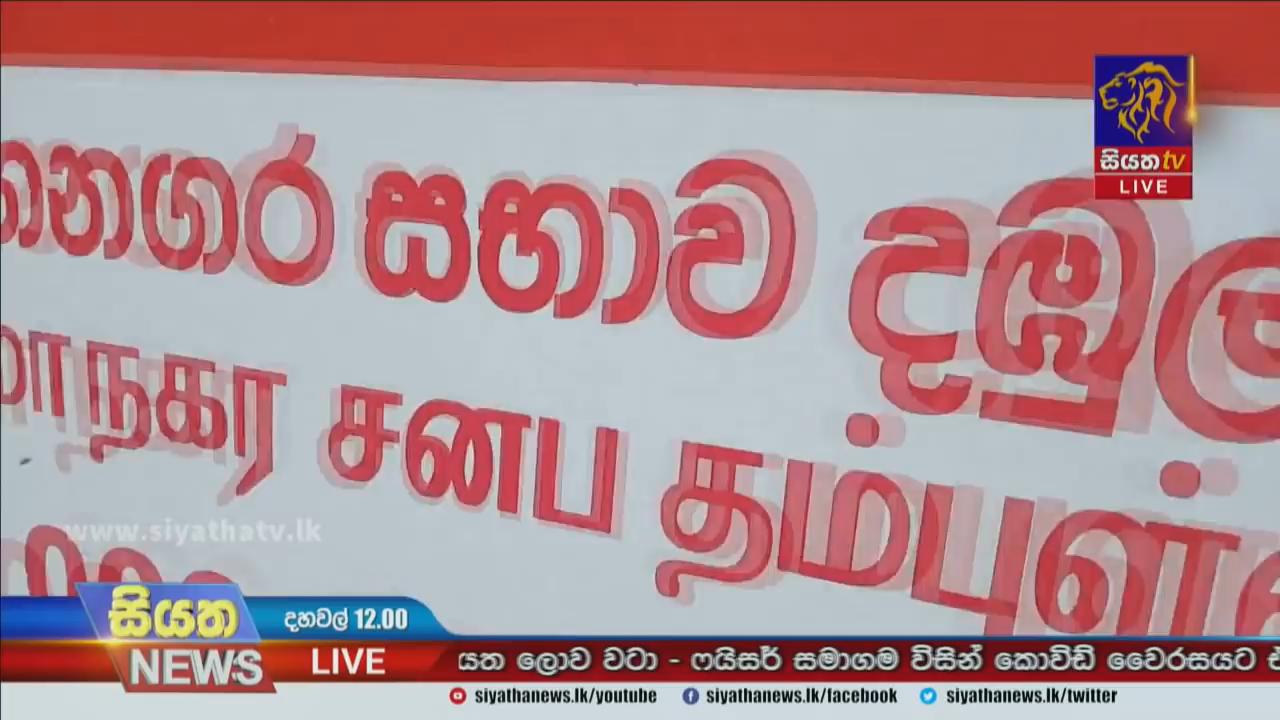 නගර සභාව දඹුල
සියත tv
LIVE
மாநகர சபை தம்புள்
www.siyathatv.lk
සියත
NEWS
දහවල් 12.00
LIVE
යත ලොව වටා - ෆයිසර් සමාගම විසින් කොවිඩ් වෛරසයට එ
siyathanews.lk/youtube
siyathanews.lk/facebook
siyathanews.lk/twitter